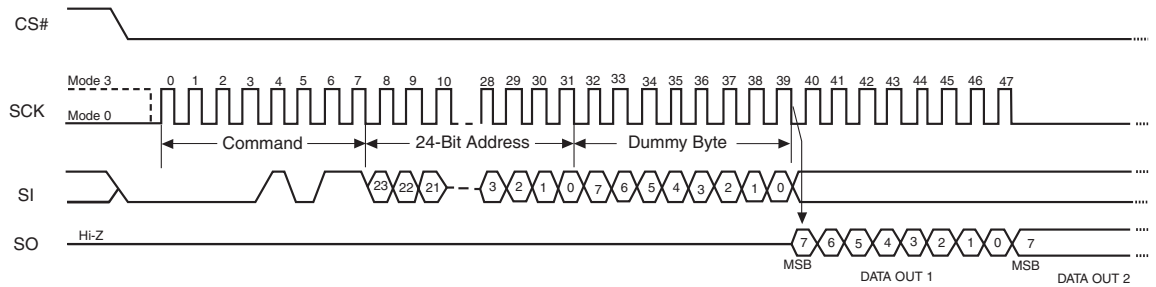 CS#
Mode 3
0 1 2 3 4 5 6 7 8 9 10 28 29 30 31 32 33 34 35 36 37 38 39 40 41 42 43 44 45 46 47
SCK
Mode 0
Command
24-Bit Address
Dummy Byte
SI
23 22 21 3 2 1 0 7 6 5 4 3 2 1 0
SO
Hi-Z
7 6 5 4 3 2 1 0 7
MSB
DATA OUT 1
MSB
DATA OUT 2